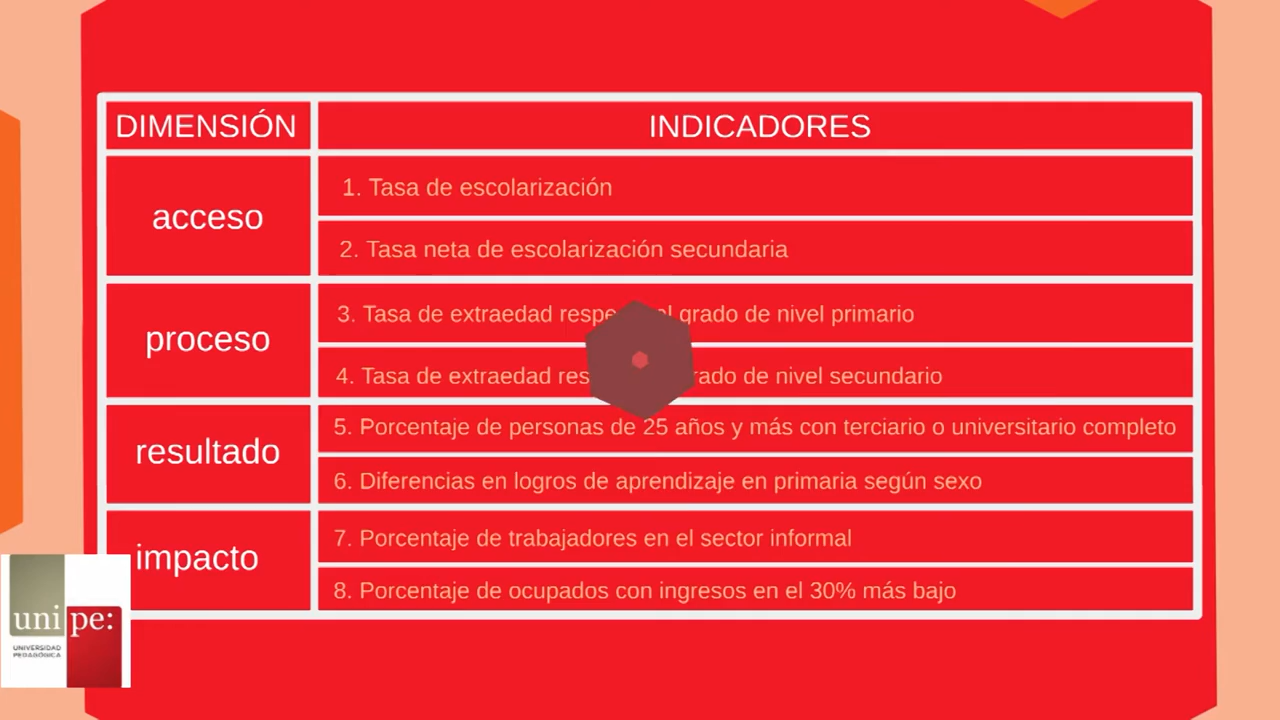 DIMENSIÓN
INDICADORES
acceso
1. Tasa de escolarización
2. Tasa neta de escolarización secundaria
proceso
3. Tasa de extraedad grado de nivel primario
4. Tasa de extraedad de nivel secundario
resultado
5. Porcentaje de personas de 25 años y más con terciario o universitario completo
6. Diferencias en logros de aprendizaje en primaria según sexo
impacto
7. Porcentaje de trabajadores en el sector informal
8. Porcentaje de ocupados con ingresos en el 30% más bajo
uni pe:
UNIVERSIDAD
PEDAGÓGICA